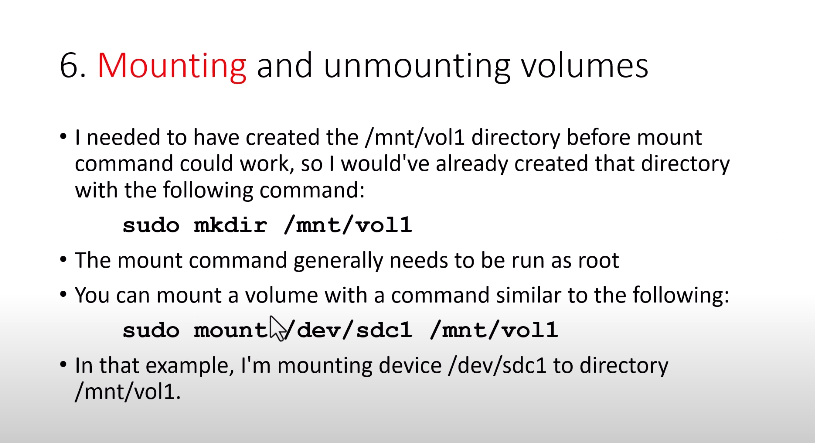 6. Mounting and unmounting volumes
• I needed to have created the /mnt/vol1 directory before mount
command could work, so I would've already created that directory
with the following command:
sudo mkdir /mnt/vol1
• The mount command generally needs to be run as root
• You can mount a volume with a command similar to the following:
sudo mount /dev/sdc1 /mnt/vol1
• In that example, I'm mounting device /dev/sdc1 to directory
/mnt/vol1.